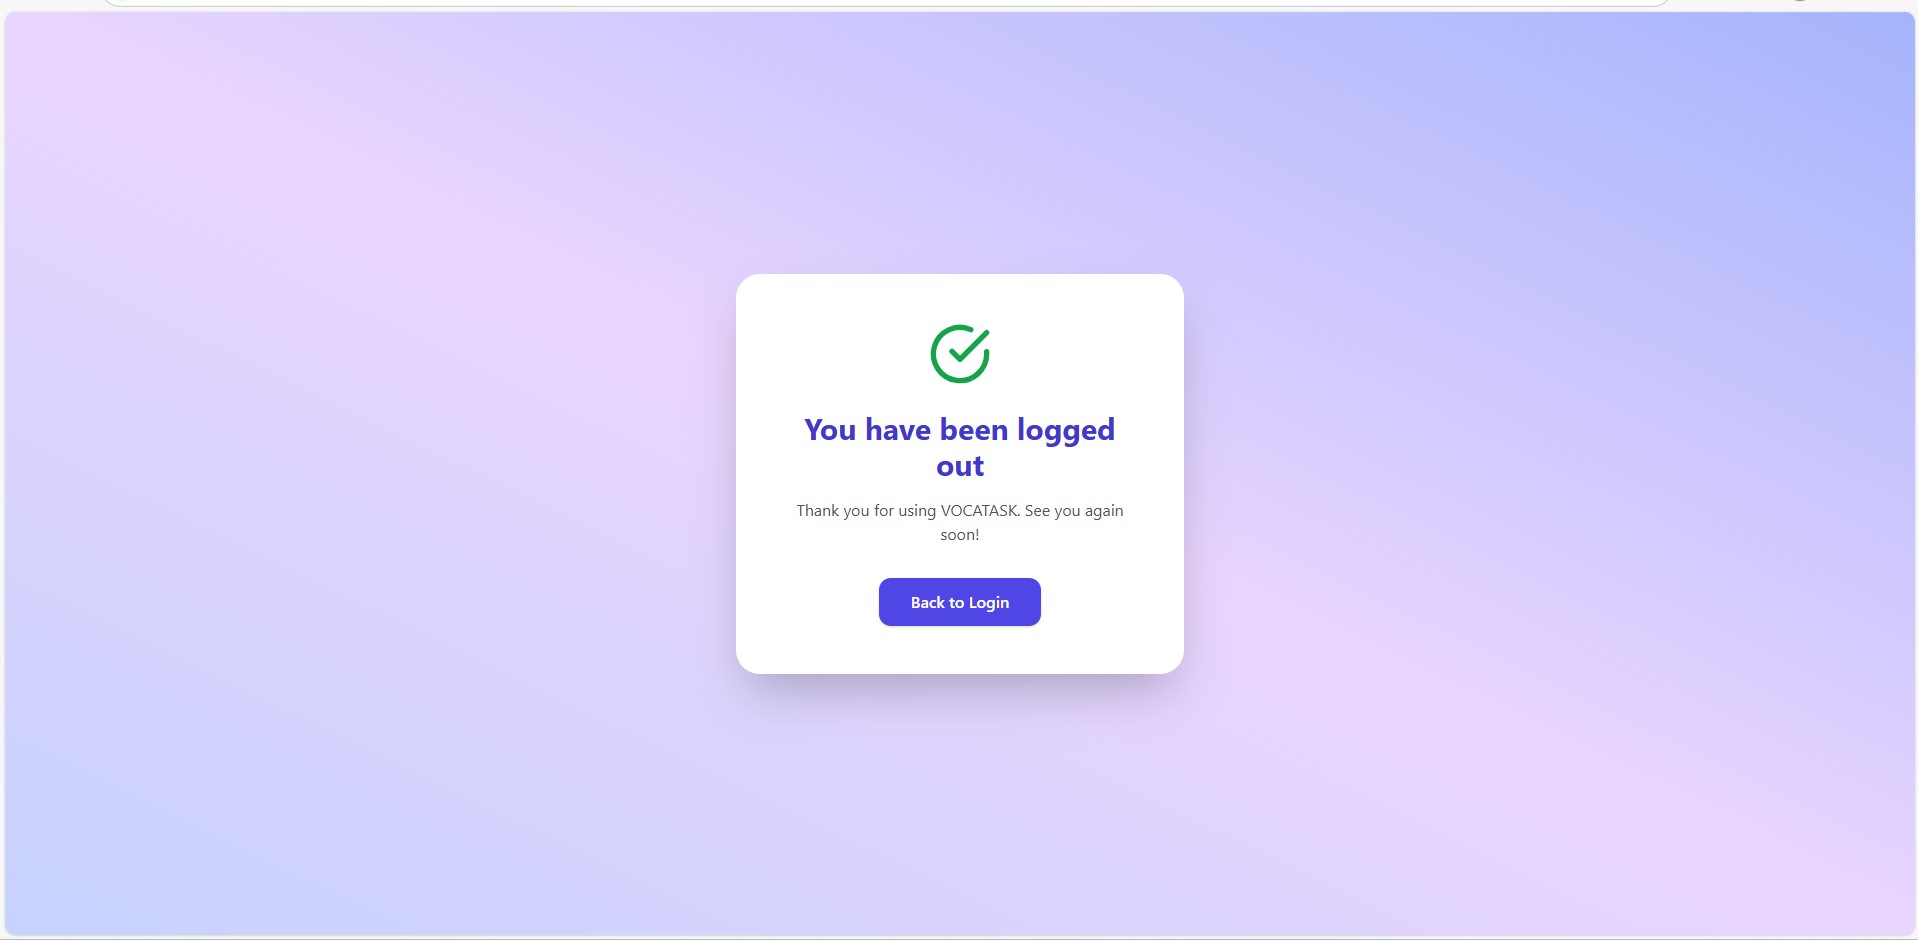 You have been logged
out
Thank you for using VOCATASK. See you again
soon!
Back to Login